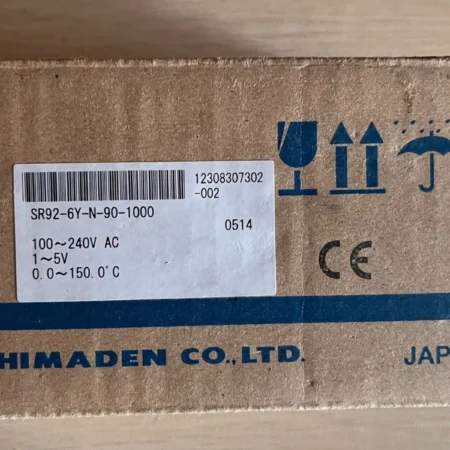 12308307302
-002
SR92-6Y-N-90-1000
0514
100～240V AC
1～5V
0.0～150.0°C
CE
HIMADEN CO.,LTD.
JAP